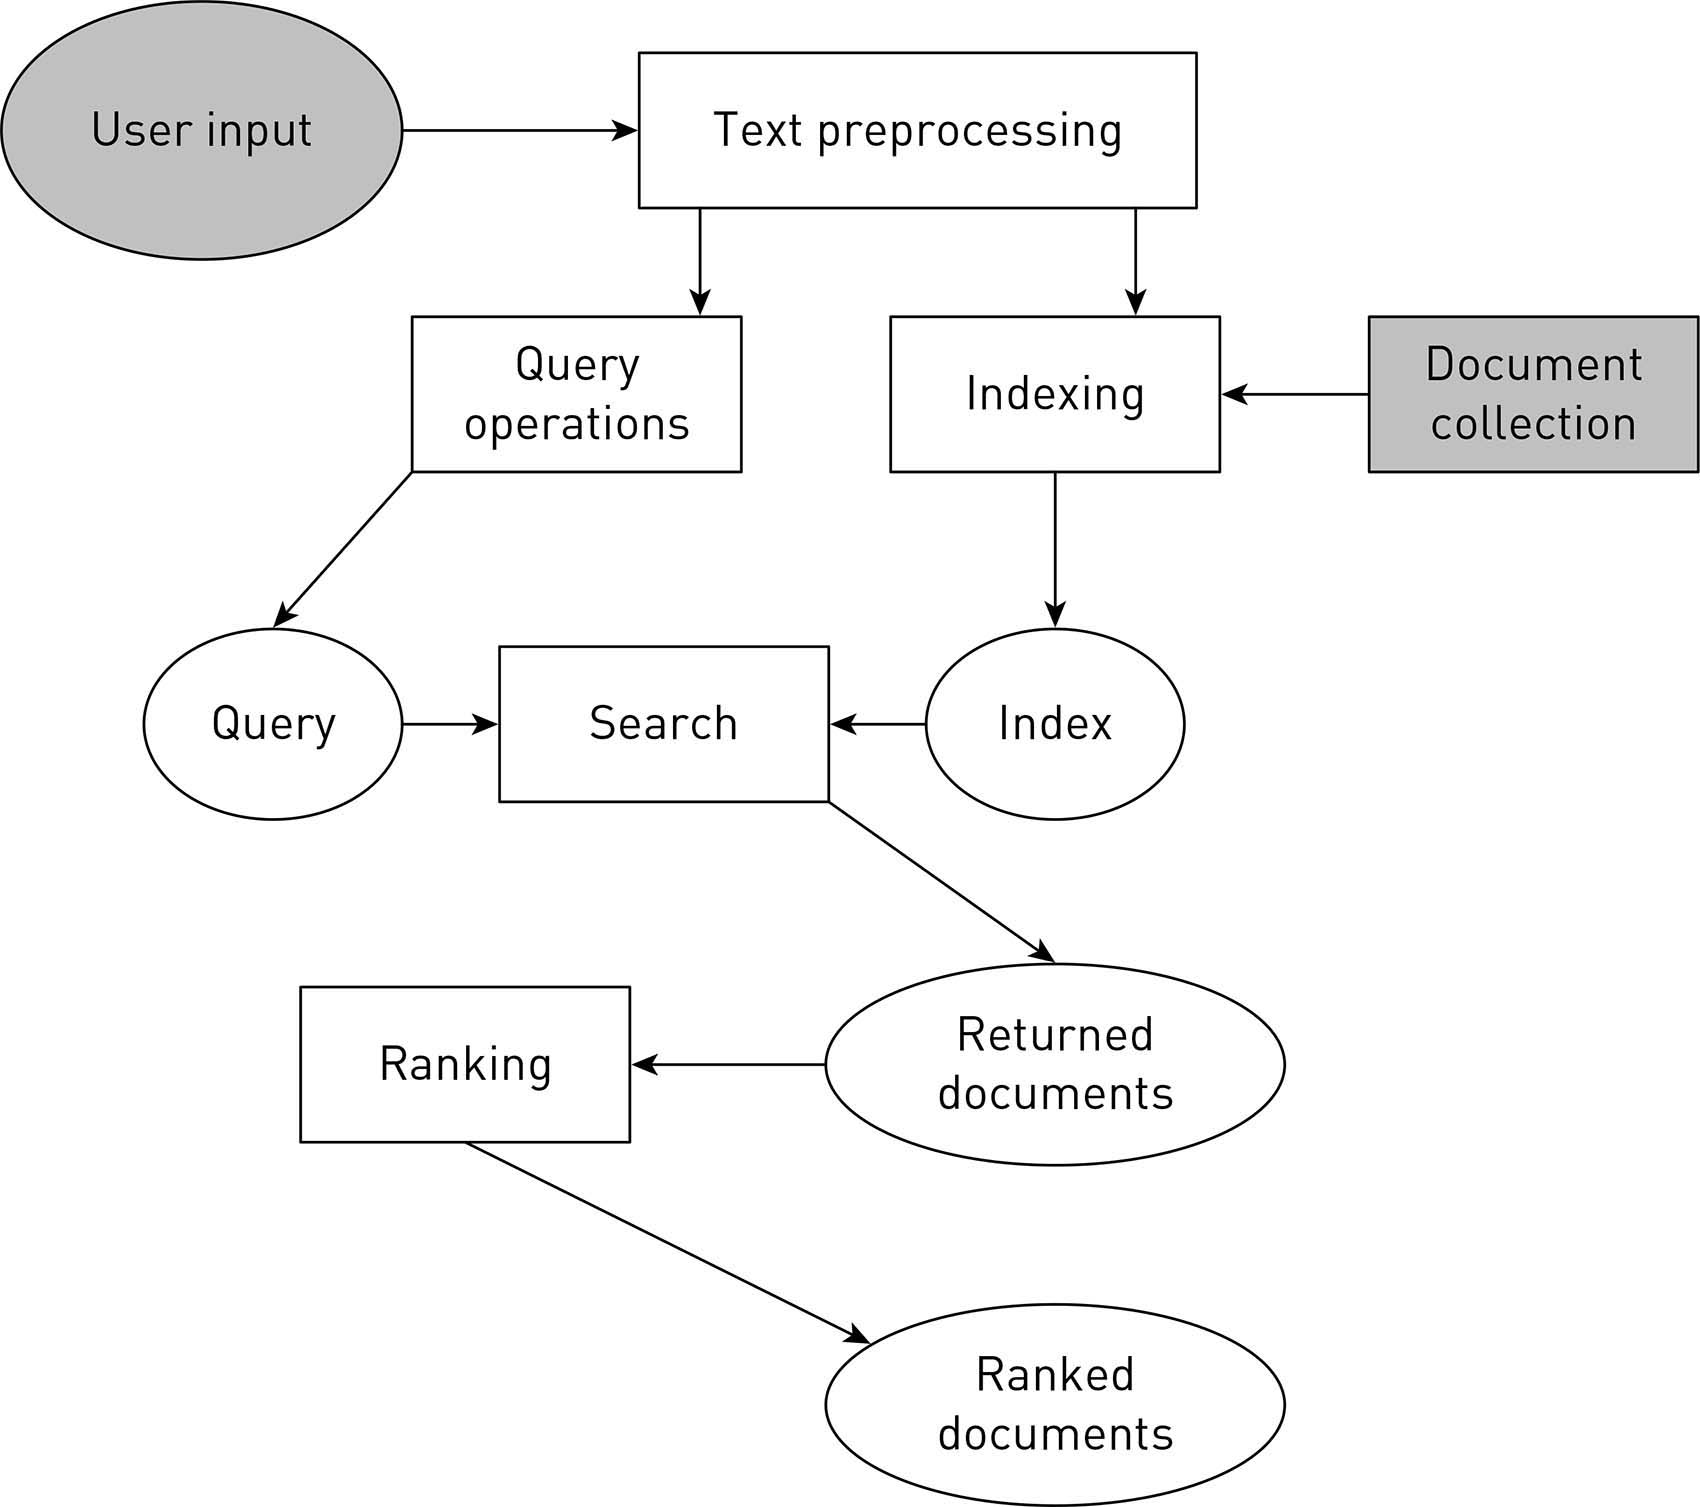 User input
Text preprocessing
Query
operations
Indexing
Document
collection
Query
Search
Index
Returned
documents
Ranking
Ranked
documents